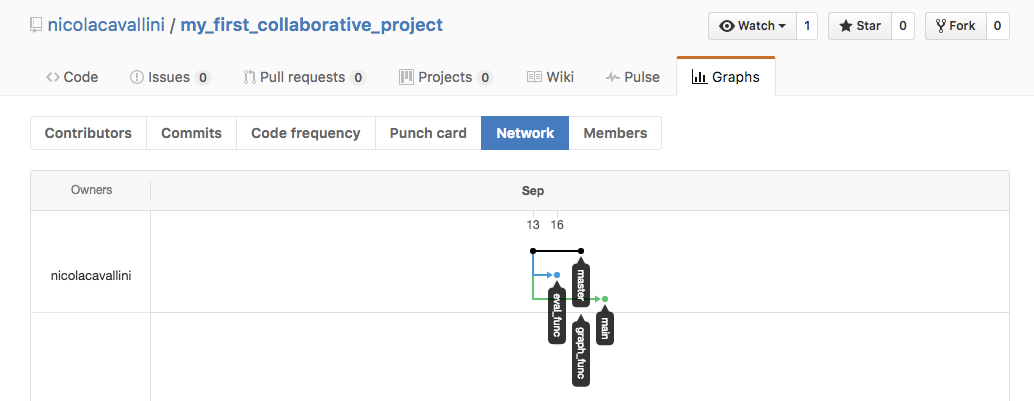 nicolacavallini / my_first_collaborative_project
Watch 1 Star 0 Fork 0
Code Issues 0 Pull requests 0 Projects 0 Wiki Pulse Graphs
Contributors Commits Code frequency Punch card Network Members
Owners Sep
13 16
nicolacavallini
master
eval_func
main
graph_func